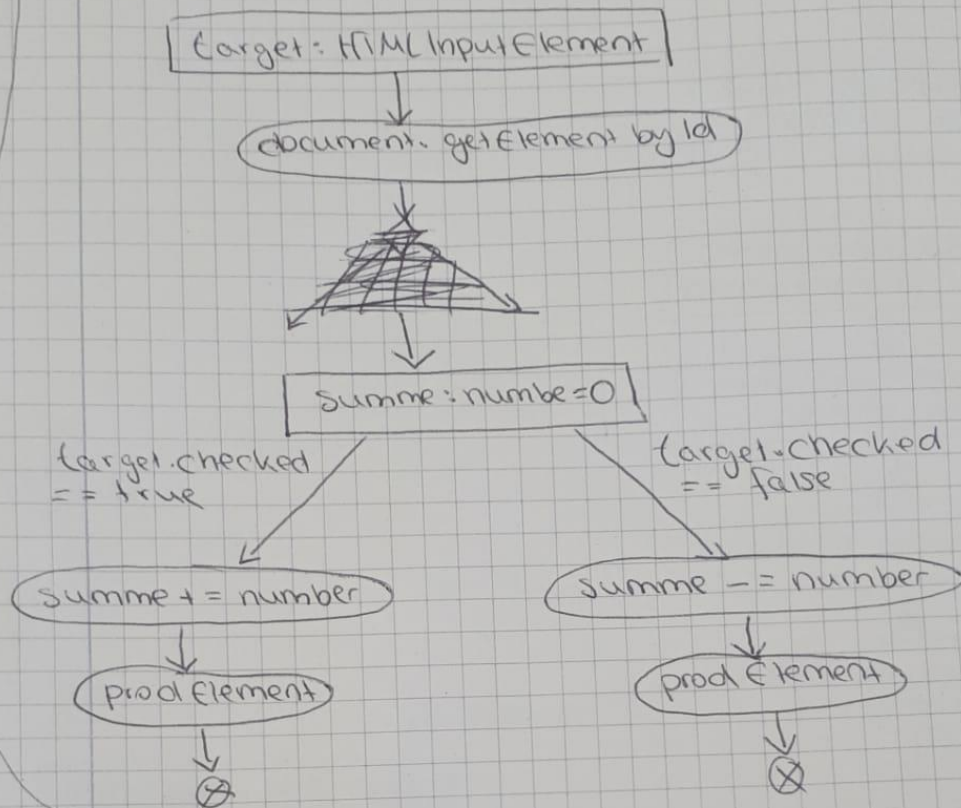 target: HTMLInputElement
document. getElement by Id
summe: numbe=0
target.checked
== true
target.checked
== false
summe += number
summe -= number
prodElement
prodElement